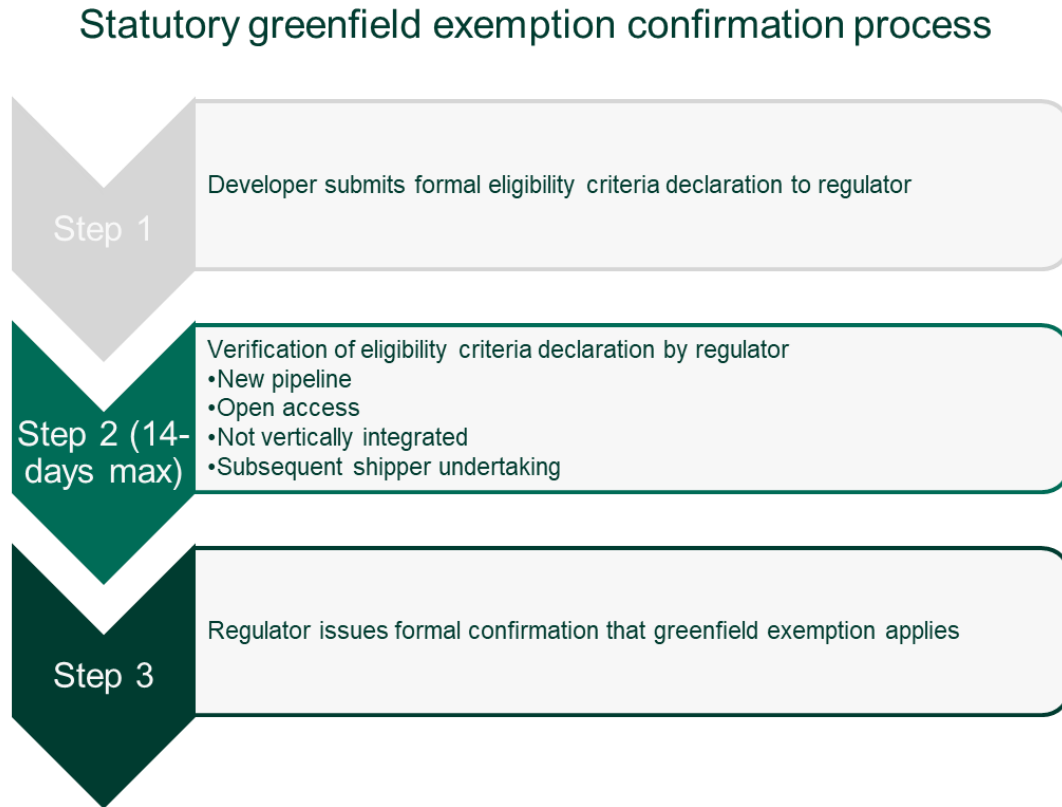 Statutory greenfield exemption confirmation process
Step 1
Developer submits formal eligibility criteria declaration to regulator
Step 2 (14-
days max)
Verification of eligibility criteria declaration by regulator
•New pipeline
•Open access
•Not vertically integrated
•Subsequent shipper undertaking
Step 3
Regulator issues formal confirmation that greenfield exemption applies